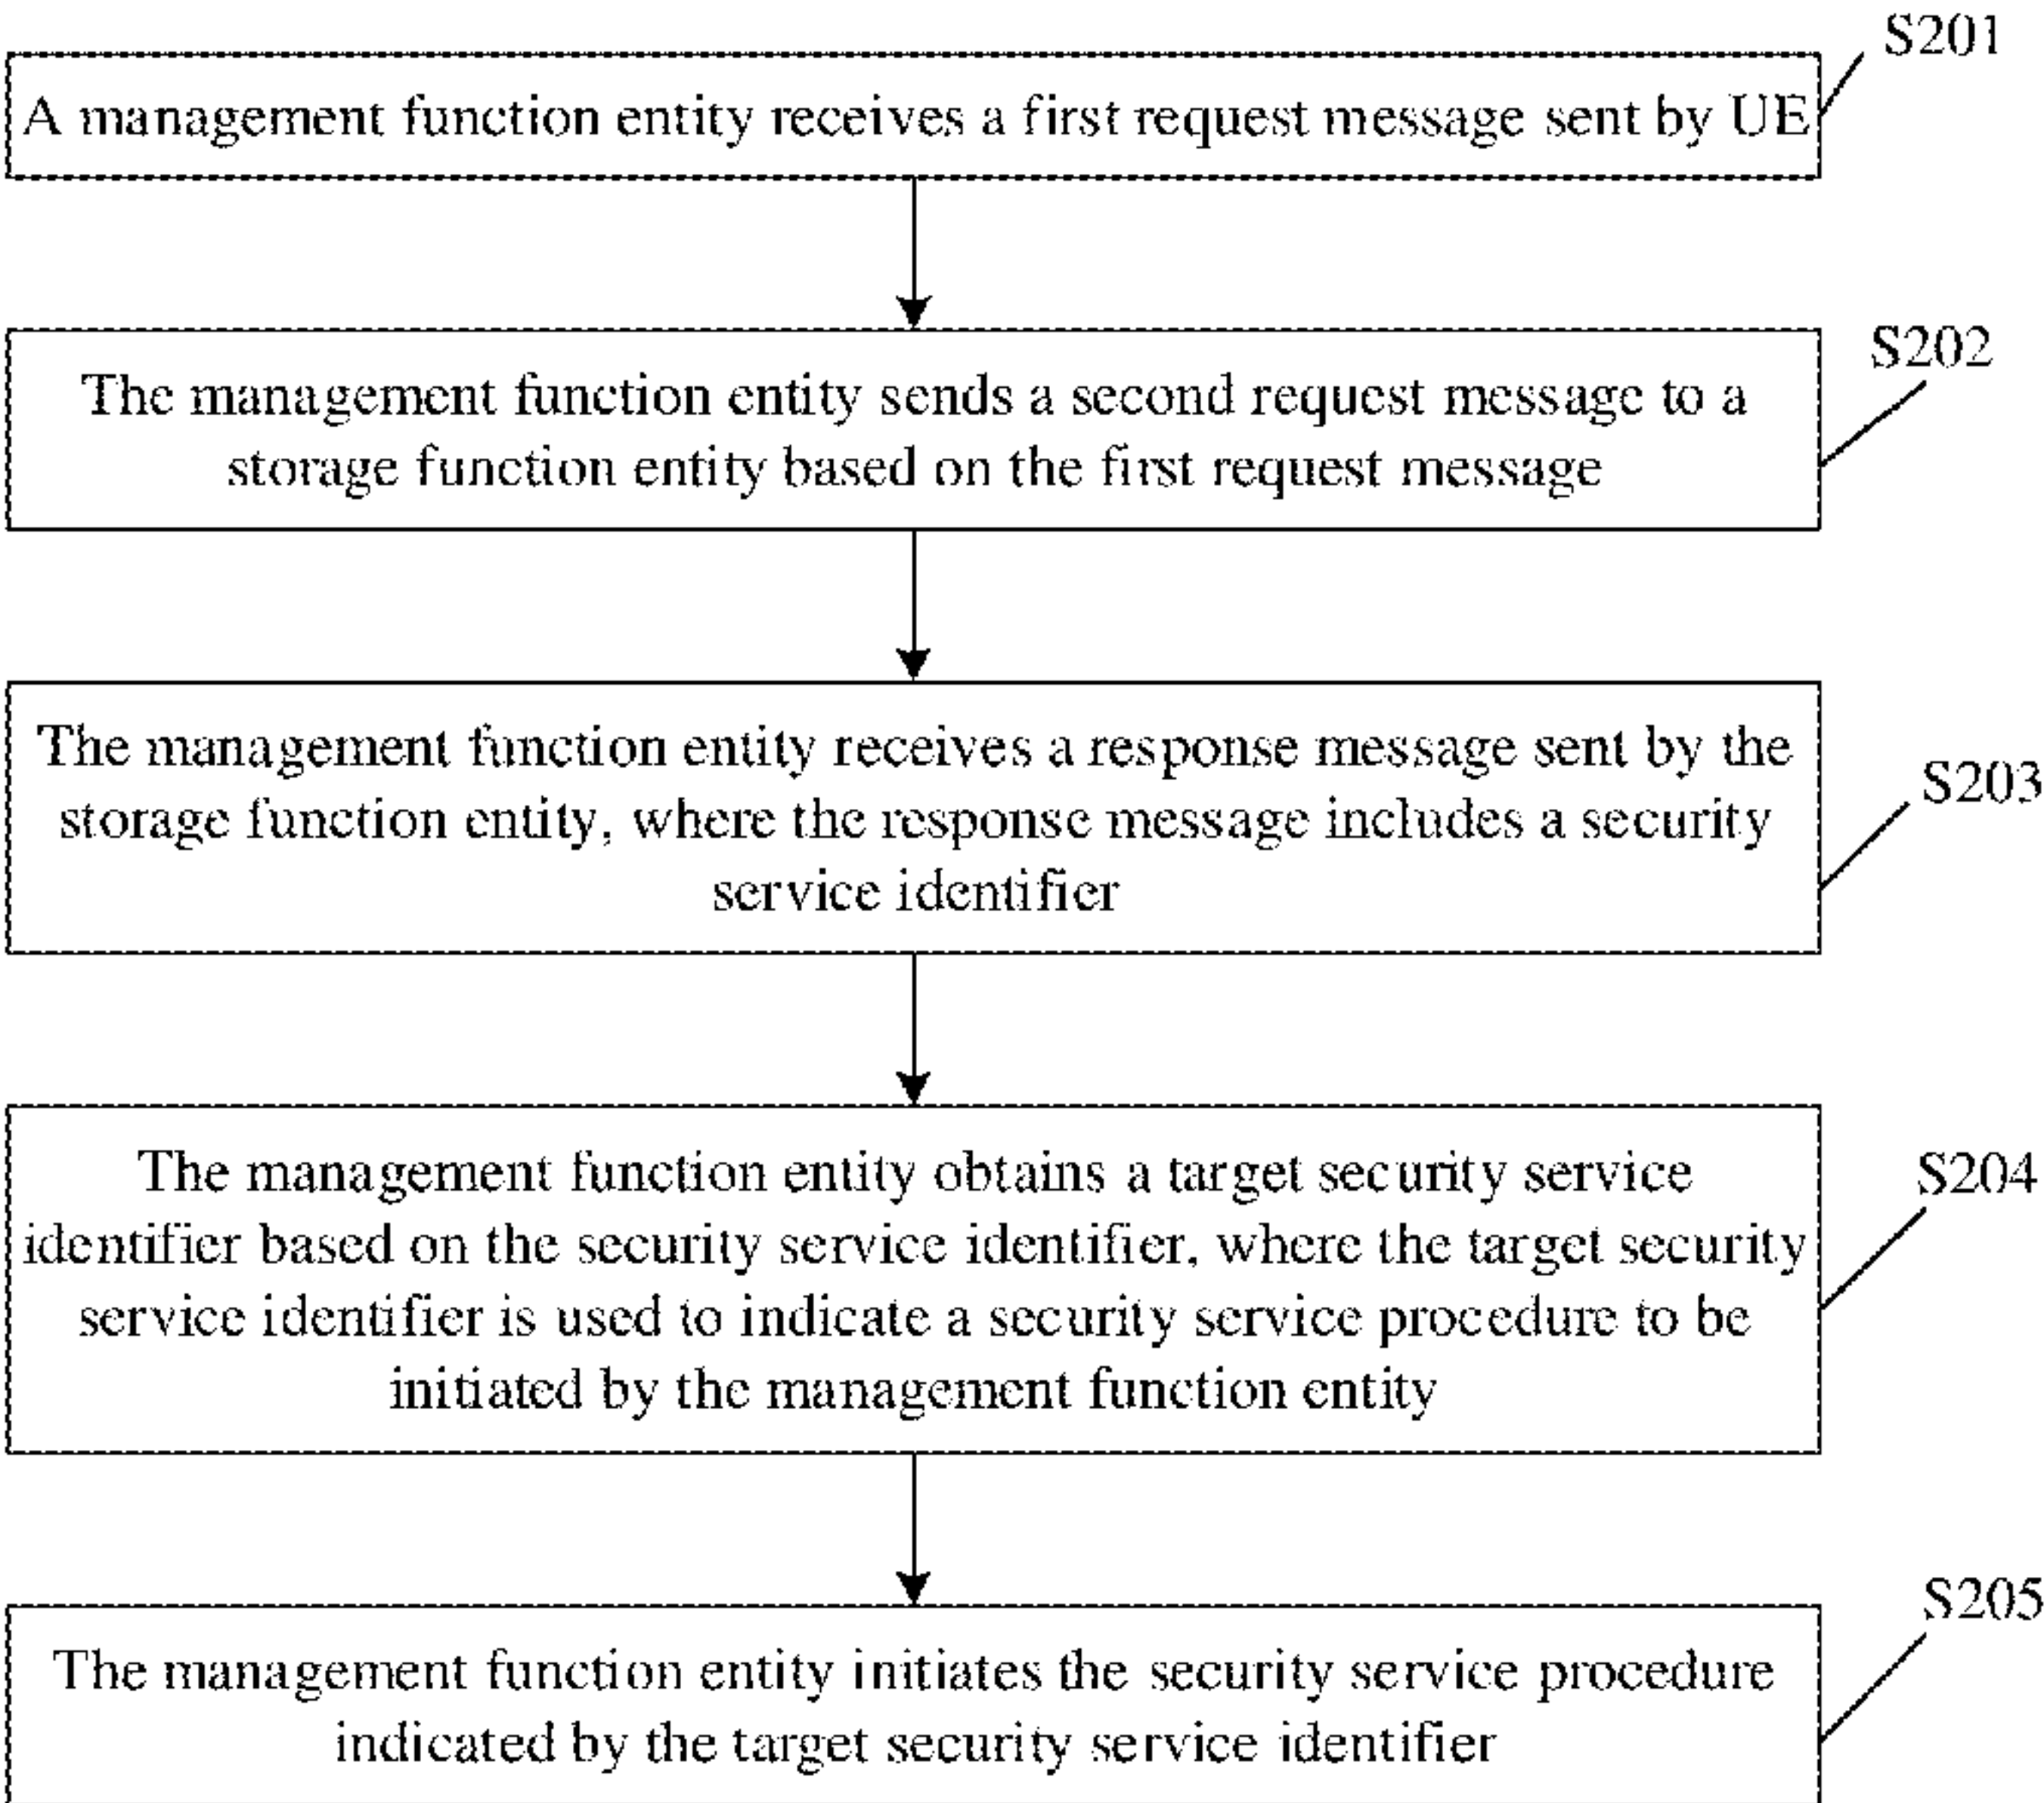 S201
A management function entity receives a first request message sent by UE
S202
The management function entity sends a second request message to a
storage function entity based on the first request message
The management function entity receives a response message sent by the
S203
storage function entity, where the response message includes a security
service identifier
The management function entity obtains a target security service
S204
identifier based on the security service identifier, where the target security
service identifier is used to indicate a security service procedure to be
initiated by the management function entity
S205
The management function entity initiates the security service procedure
indicated by the target security service identifier